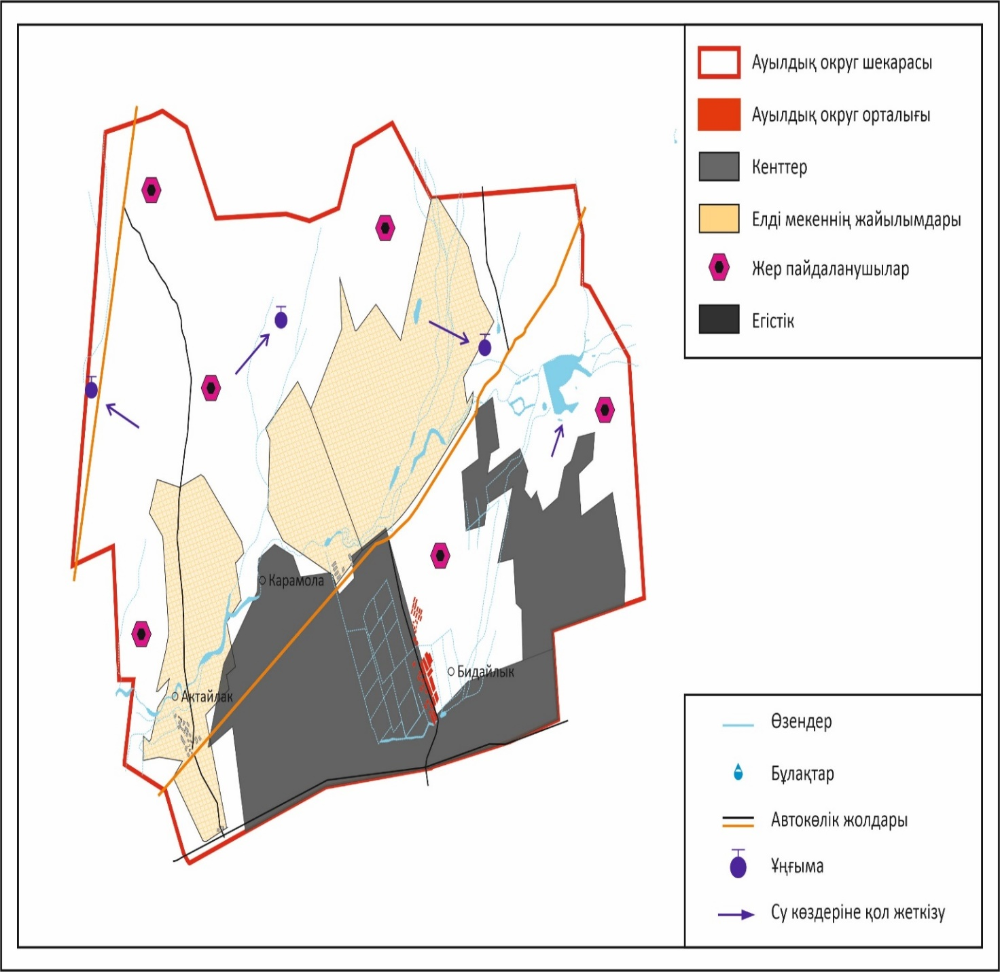 Ауылдық округ шекарасы
Ауылдық округ орталығы
Кенттер
Елді мекеннің жайылымдары
Жер пайдаланушылар
Егістік
Карамола
Бидайлык
Актайлак
Өзендер
Бұлақтар
Автокөлік жолдары
Ұңғыма
Су көздеріне қол жеткізу